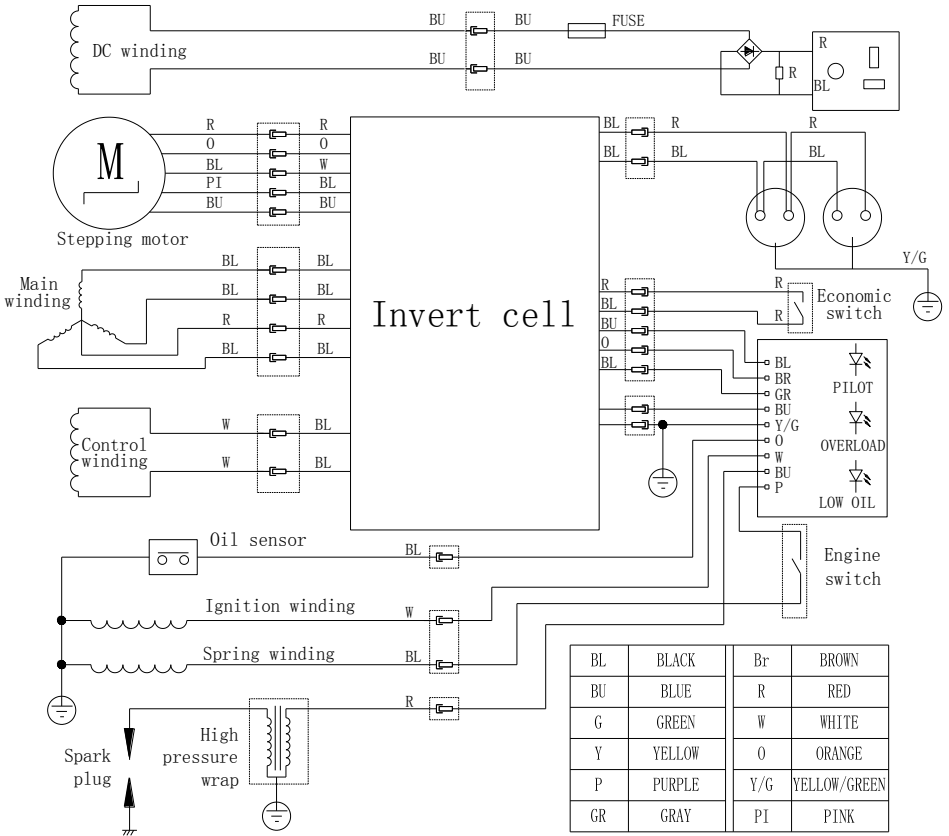 BU BU FUSE
DC winding
R
BU BU
R
BL
R R
O O
M
BL W
PI BL
BU BU
Stepping motor
BL R R
BL BL BL
Y/G
BL BL
Main
winding
BL BL
R R
BL BL
Invert cell
R R
BL
R
BU
O
BL
Economic
switch
BL
BR
GR
BU
Y/G
O
W
BU
P
PILOT
OVERLOAD
LOW OIL
W BL
Control
winding
W BL
Oil sensor
BL
Engine
switch
Ignition winding
W
Spring winding
BL
R
High
pressure
wrap
Spark
plug
BL BLACK Br BROWN
BU BLUE R RED
G GREEN W WHITE
Y YELLOW O ORANGE
P PURPLE Y/G YELLOW/GREEN
GR GRAY PI PINK